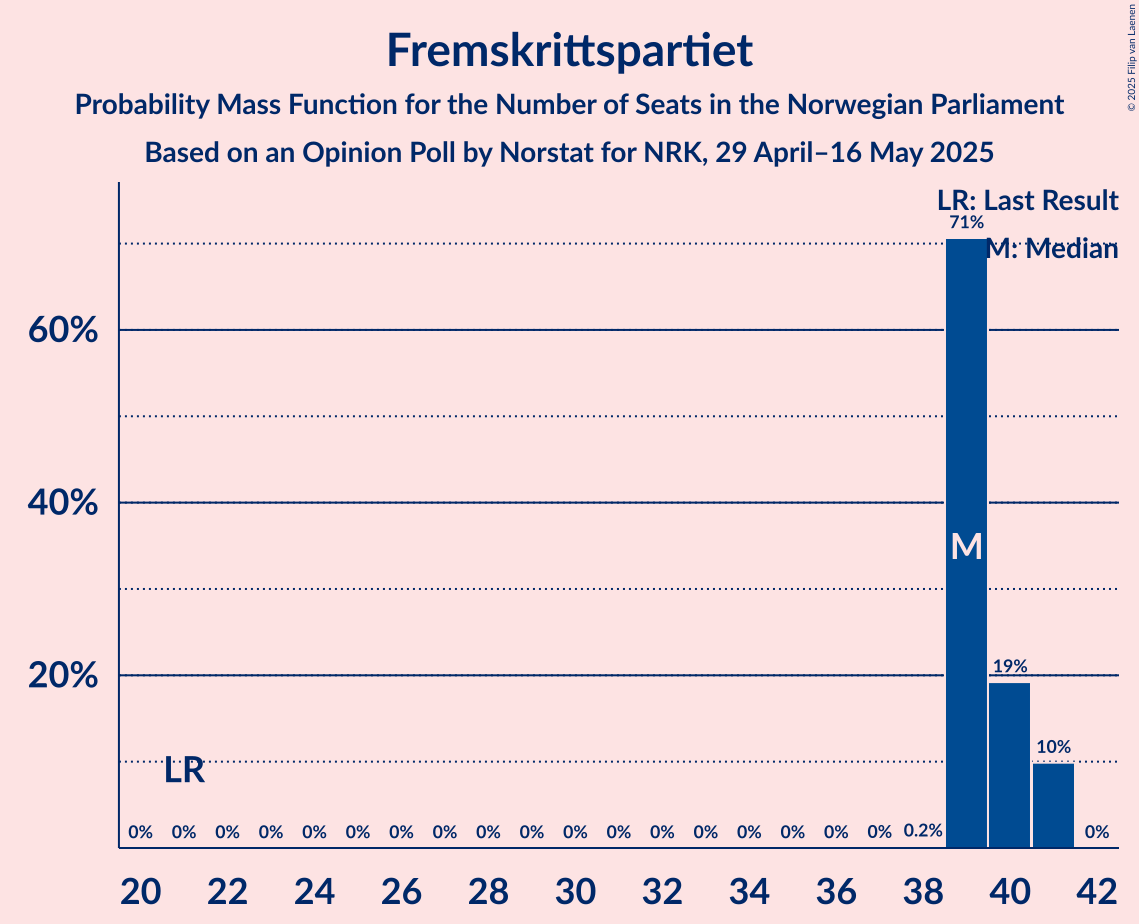 Fremskrittspartiet
Probability Mass Function for the Number of Seats in the Norwegian Parliament
Based on an Opinion Poll by Norstat for NRK, 29 April–16 May 2025
© 2025 Filip van Laenen
LR: Last Result
71%
M: Median
60%
40%
M
20%
19%
10%
LR
0% 0% 0% 0% 0% 0% 0% 0% 0% 0% 0% 0% 0% 0% 0% 0% 0% 0% 0.2% 0%
20 22 24 26 28 30 32 34 36 38 40 42